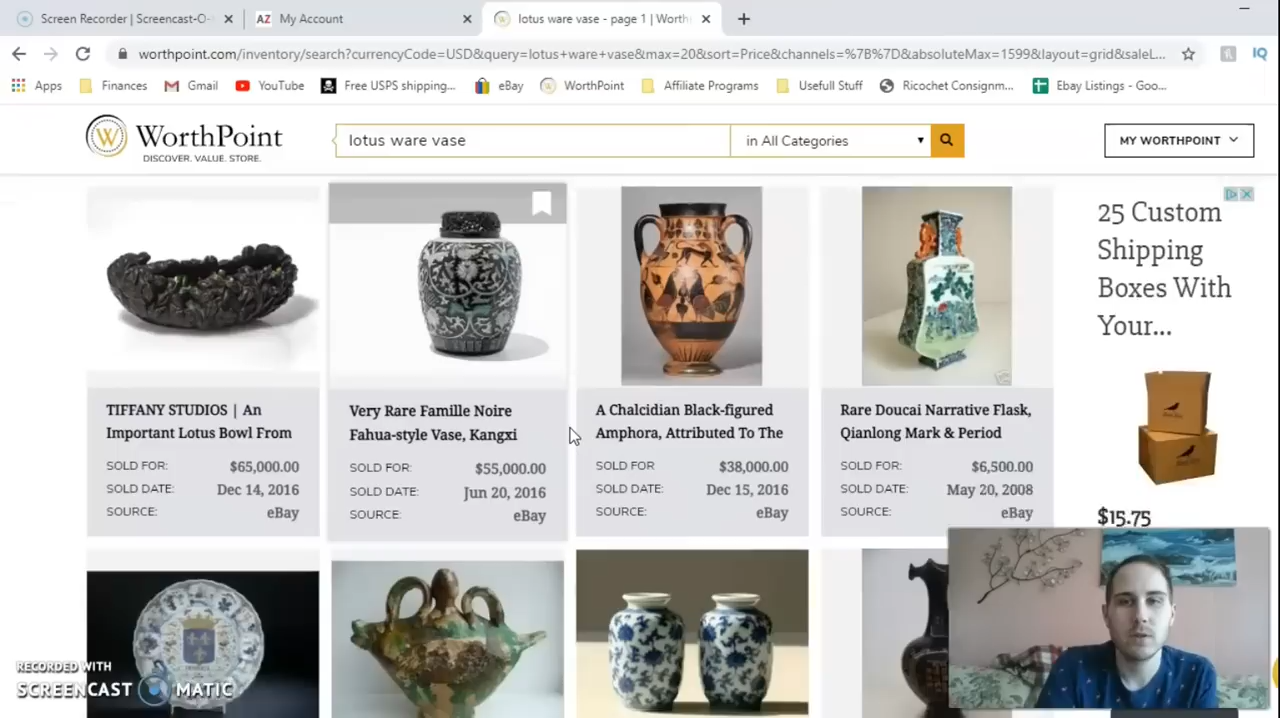 Screen Recorder | Screencast-O-
AZ My Account
lotus ware vase - page 1 | Worth
worthpoint.com/inventory/search?currencyCode=USD&query=lotus+ware+vase&max=20&sort=Price&channels=%7B%7D&absoluteMax=1599&layout=grid&saleL...
Apps
Finances
Gmail
YouTube
Free USPS shipping...
eBay
WorthPoint
Affiliate Programs
Usefull Stuff
Ricochet Consignm...
Ebay Listings - Goo...
W WorthPoint
DISCOVER. VALUE. STORE.
lotus ware vase
in All Categories
MY WORTHPOINT
TIFFANY STUDIOS | An
Important Lotus Bowl From
SOLD FOR: $65,000.00
SOLD DATE: Dec 14, 2016
SOURCE: eBay
Very Rare Famille Noire
Fahua-style Vase, Kangxi
SOLD FOR: $55,000.00
SOLD DATE: Jun 20, 2016
SOURCE: eBay
A Chalcidian Black-figured
Amphora, Attributed To The
SOLD FOR $38,000.00
SOLD DATE: Dec 15, 2016
SOURCE: eBay
Rare Doucai Narrative Flask,
Qianlong Mark & Period
SOLD FOR: $6,500.00
SOLD DATE: May 20, 2008
SOURCE: eBay
25 Custom
Shipping
Boxes With
Your...
$15.75
RECORDED WITH
SCREENCAST MATIC